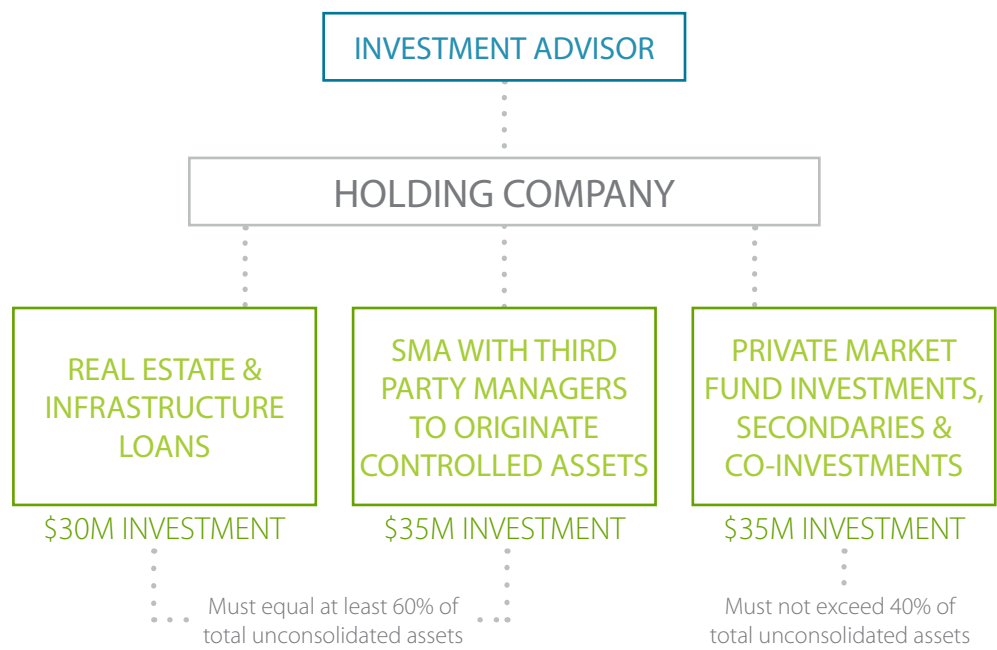 INVESTMENT ADVISOR
HOLDING COMPANY
REAL ESTATE &
INFRASTRUCTURE
LOANS
$30M INVESTMENT
SMA WITH THIRD
PARTY MANAGERS
TO ORIGINATE
CONTROLLED ASSETS
$35M INVESTMENT
PRIVATE MARKET
FUND INVESTMENTS,
SECONDARIES &
CO-INVESTMENTS
$35M INVESTMENT
Must equal at least 60% of
total unconsolidated assets
Must not exceed 40% of
total unconsolidated assets